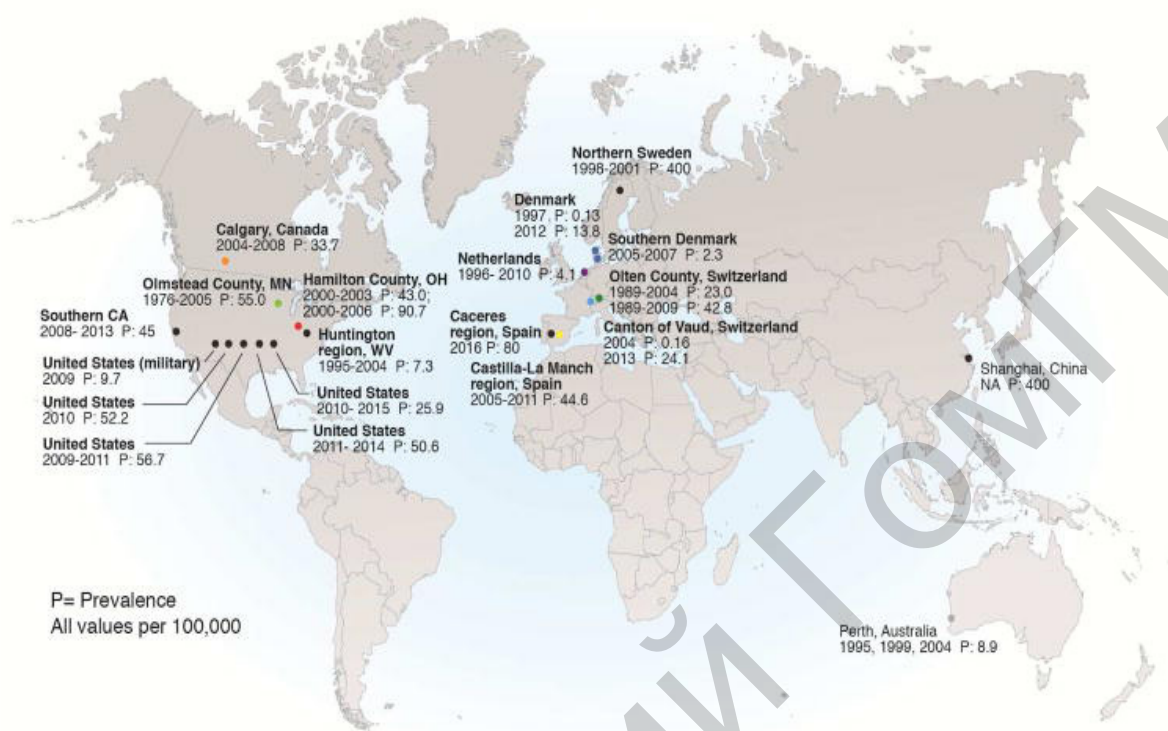 Northern Sweden
1998-2001 P: 400
Denmark
1997, P: 0.13
2012 P: 13.8
Southern Denmark
2005-2007 P: 2.3
Netherlands
1996- 2010 P: 4.1
Olten County, Switzerland
1989-2004 P: 23.0
1989-2009 P: 42.8
Calgary, Canada
2004-2008 P: 33.7
Olmstead County, MN
1976-2005 P: 55.0
Hamilton County, OH
2000-2003 P: 43.0;
2000-2006 P: 90.7
Southern CA
2008- 2013 P: 45
Huntington
region, WV
1995-2004 P: 7.3
Caceres
region, Spain
2016 P: 80
Canton of Vaud, Switzerland
2004 P: 0.16
2013 P: 24.1
Castilla-La Manch
region, Spain
2005-2011 P: 44.6
United States (military)
2009 P: 9.7
United States
2010 P: 52.2
United States
2009-2011 P: 56.7
United States
2010- 2015 P: 25.9
United States
2011- 2014 P: 50.6
Shanghai, China
NA P: 400
Perth, Australia
1995, 1999, 2004 P: 8.9
P= Prevalence
All values per 100,000